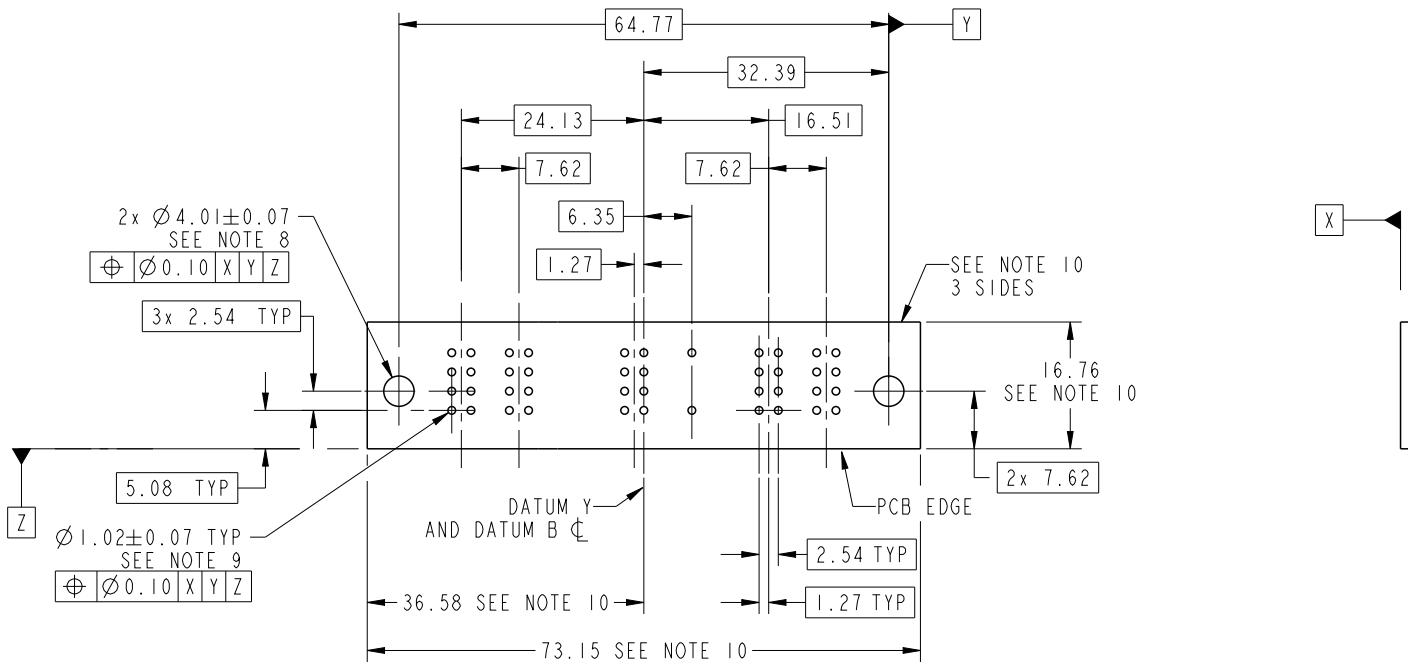 64.77
Y
32.39
24.13
16.51
7.62
7.62
6.35
X
2x Ø4.01±0.07
SEE NOTE 8
⌖ Ø0.10 X Y Z
1.27
SEE NOTE 10
3 SIDES
3x 2.54 TYP
16.76
SEE NOTE 10
5.08 TYP
2x 7.62
Z
DATUM Y
AND DATUM B ℄
PCB EDGE
Ø1.02±0.07 TYP
SEE NOTE 9
⌖ Ø0.10 X Y Z
2.54 TYP
36.58 SEE NOTE 10
1.27 TYP
73.15 SEE NOTE 10